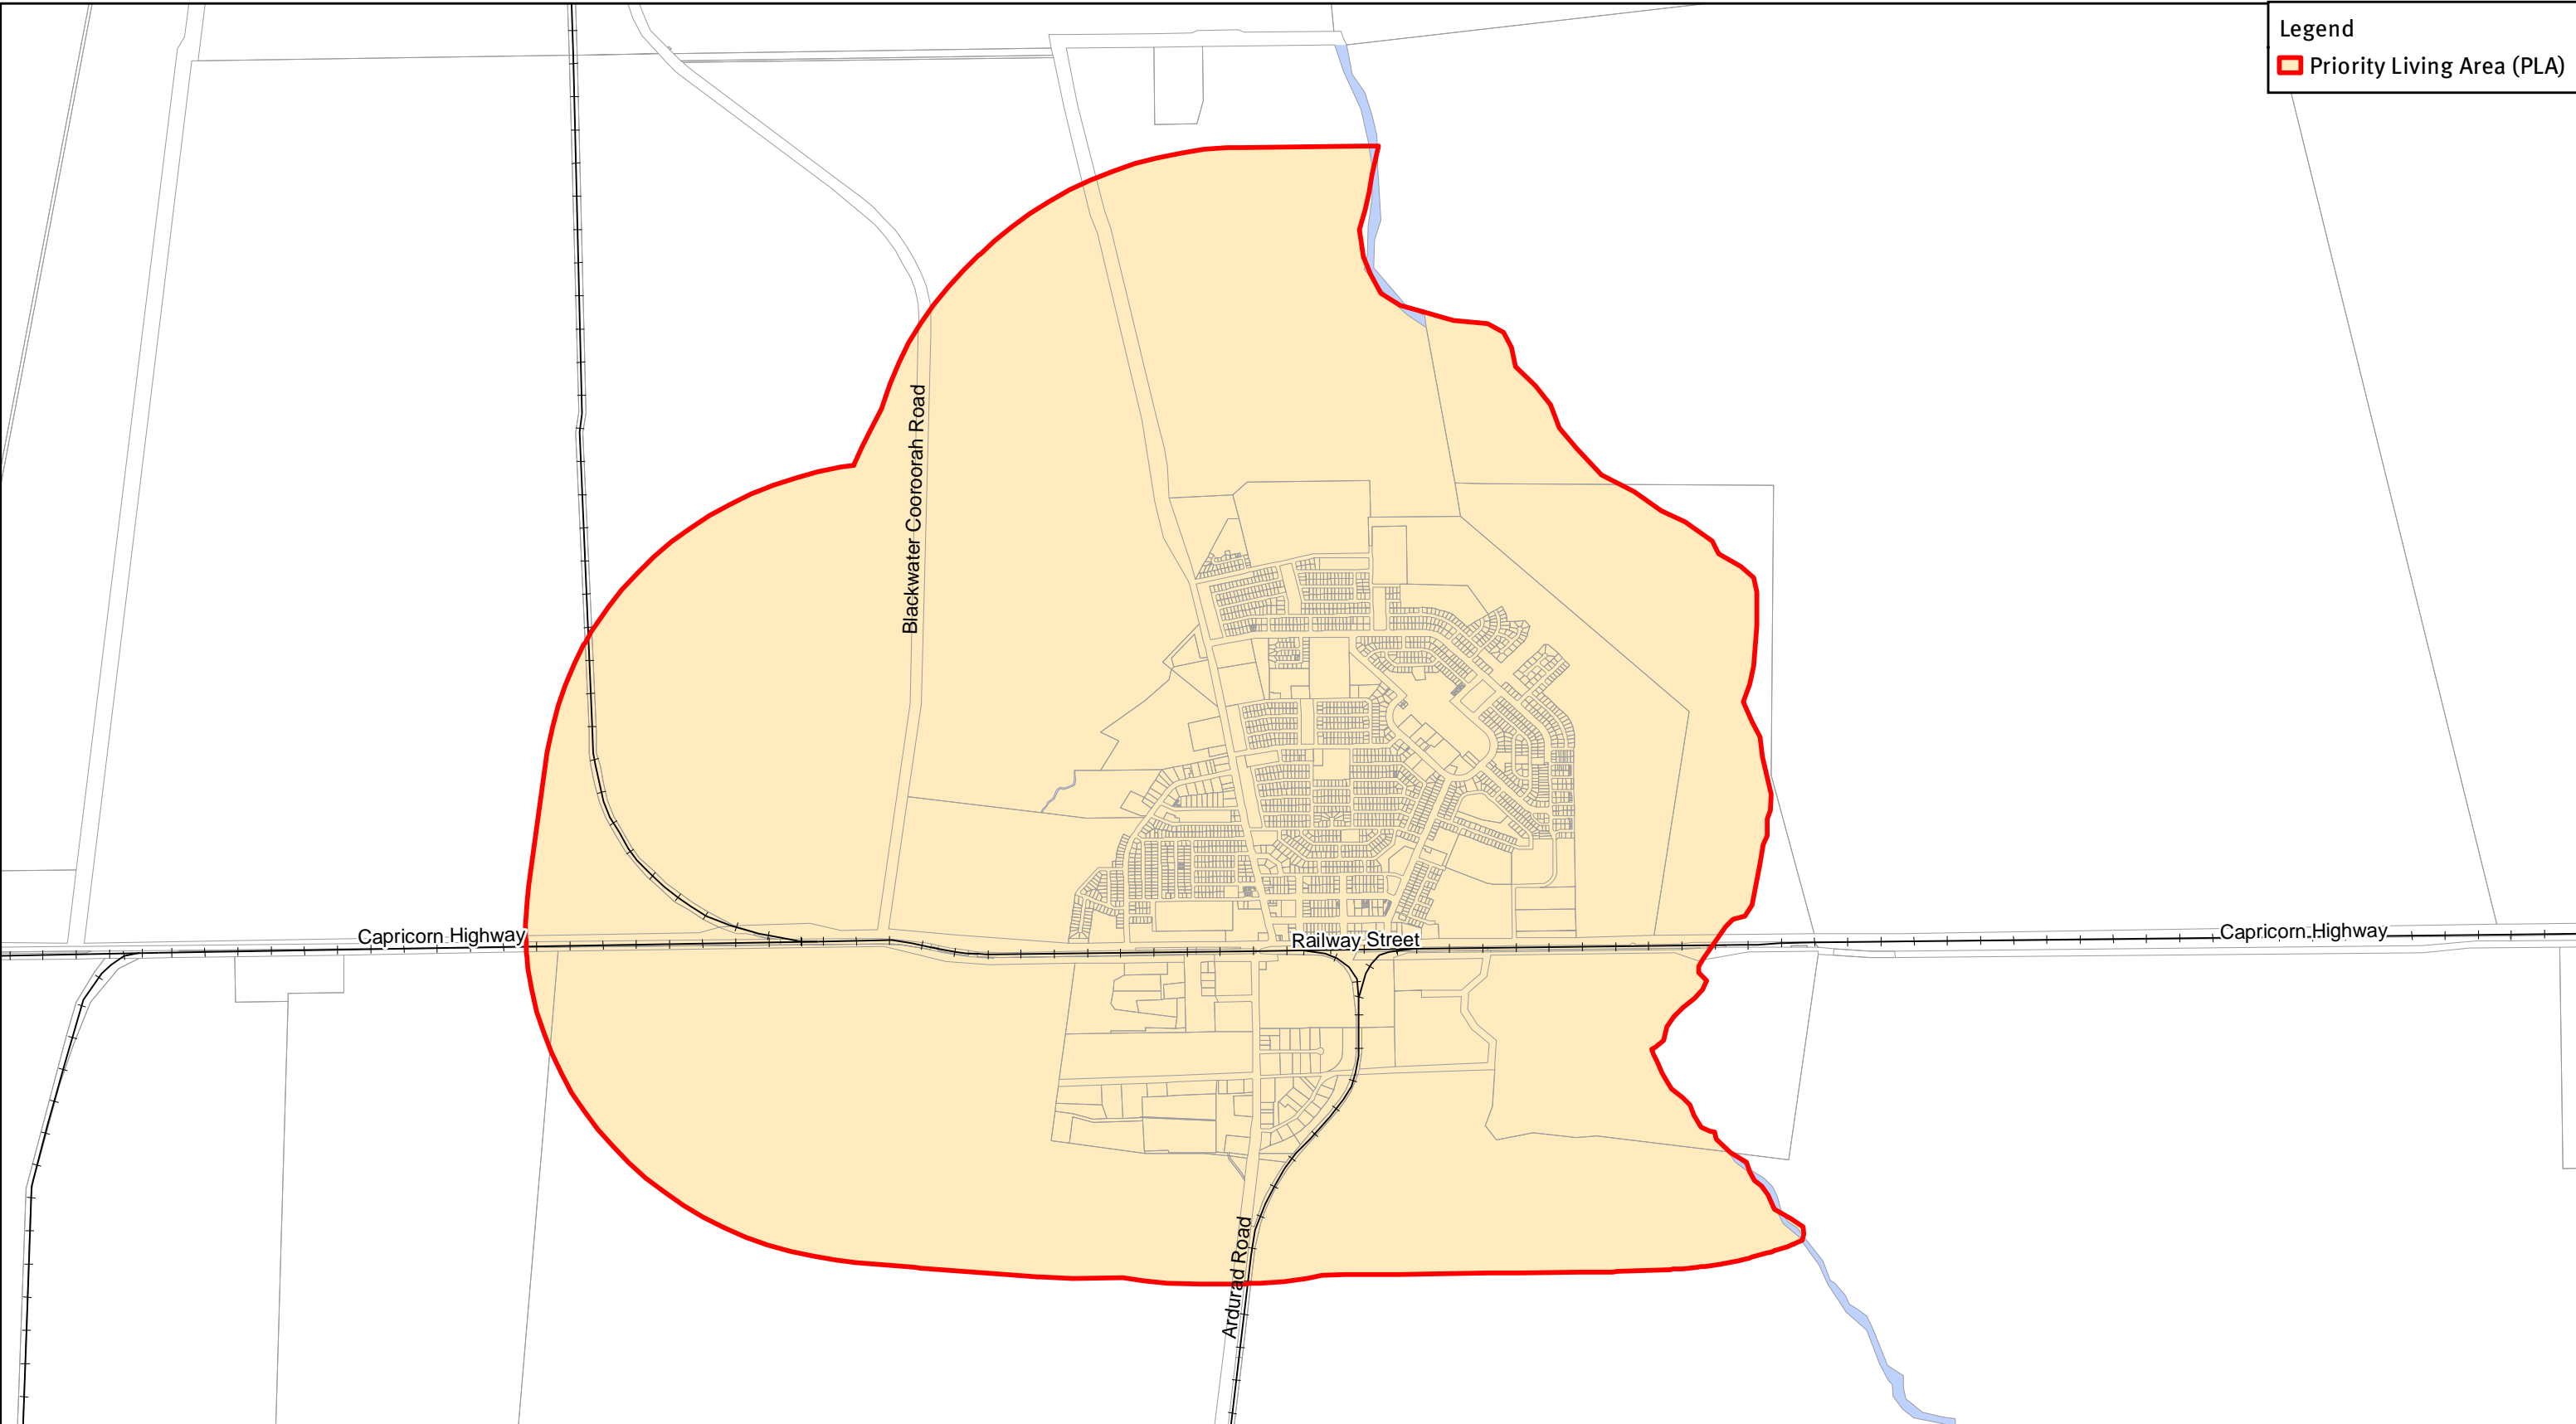 Legend
Priority Living Area (PLA)
Blackwater Cooroorah Road
Capricorn Highway
Railway Street
Capricorn Highway
Ardurad Road